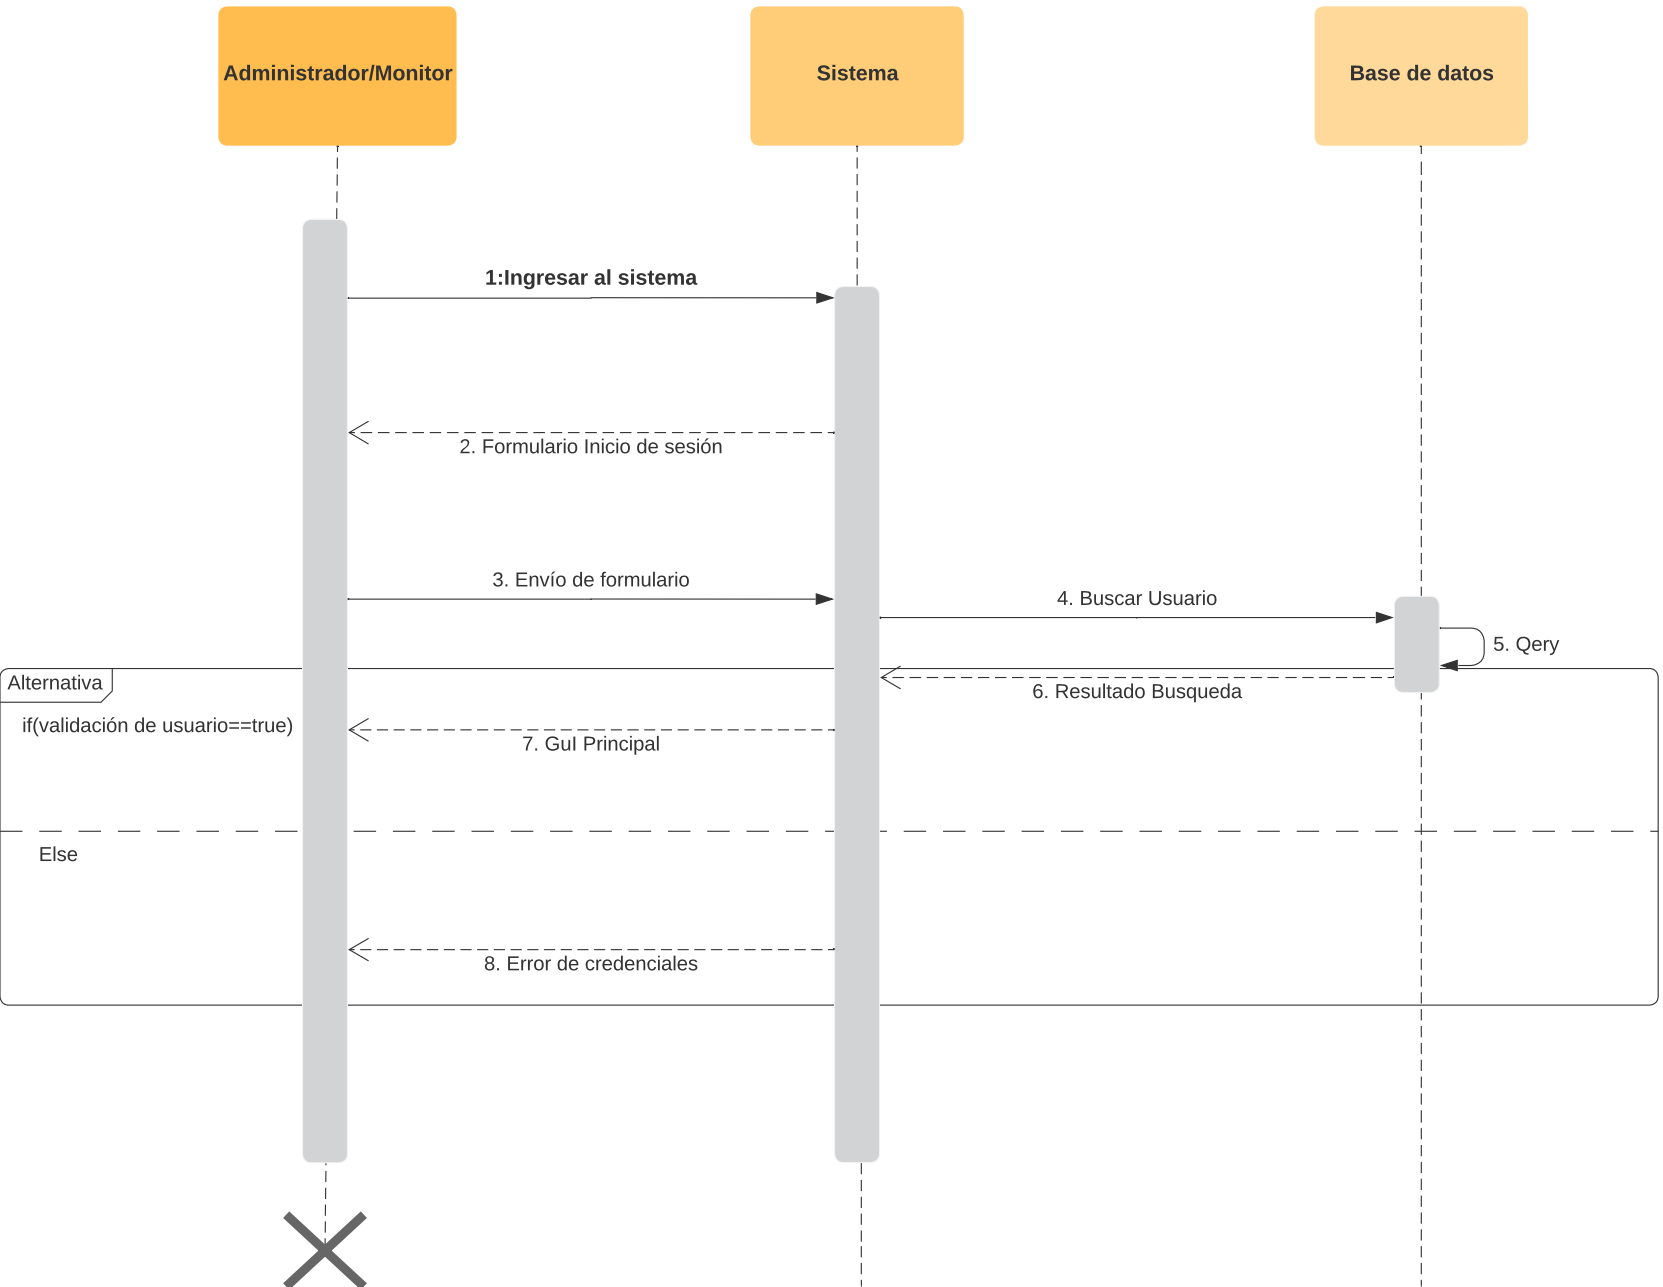 Administrador/Monitor
Sistema
Base de datos
1:Ingresar al sistema
2. Formulario Inicio de sesión
3. Envío de formulario
4. Buscar Usuario
5. Qery
Alternativa
6. Resultado Busqueda
if(validación de usuario==true)
7. GuI Principal
Else
8. Error de credenciales